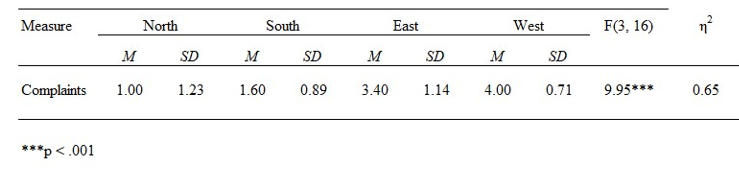 Measure North South East West F(3, 16) η²
M SD M SD M SD M SD
Complaints 1.00 1.23 1.60 0.89 3.40 1.14 4.00 0.71 9.95*** 0.65
***p < .001